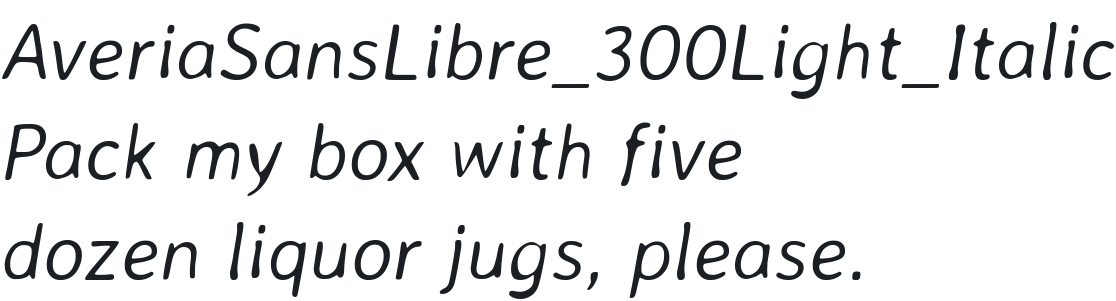 AveriaSansLibre_300Light_Italic
Pack my box with five
dozen liquor jugs, please.